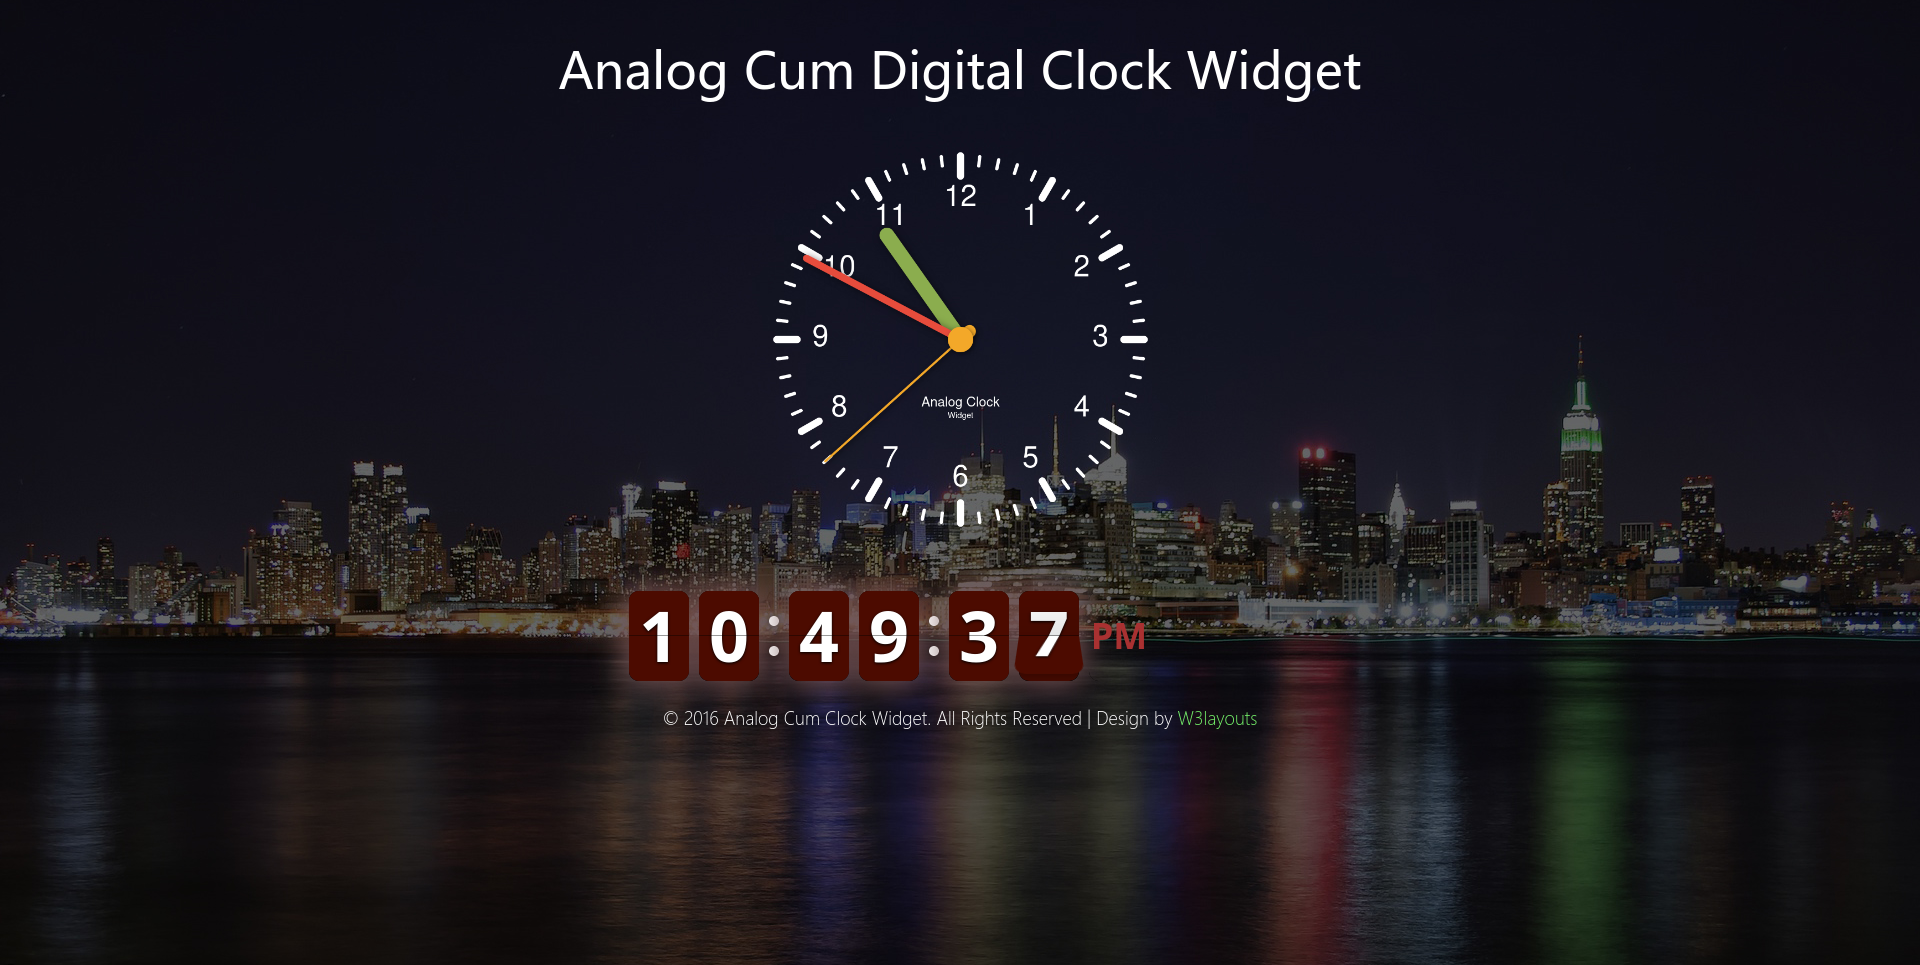 Analog Cum Digital Clock Widget
12
11 1
10 2
9 3
8 4
7 5
6
Analog Clock
Widget
10:49:37 PM
© 2016 Analog Cum Clock Widget. All Rights Reserved | Design by W3layouts